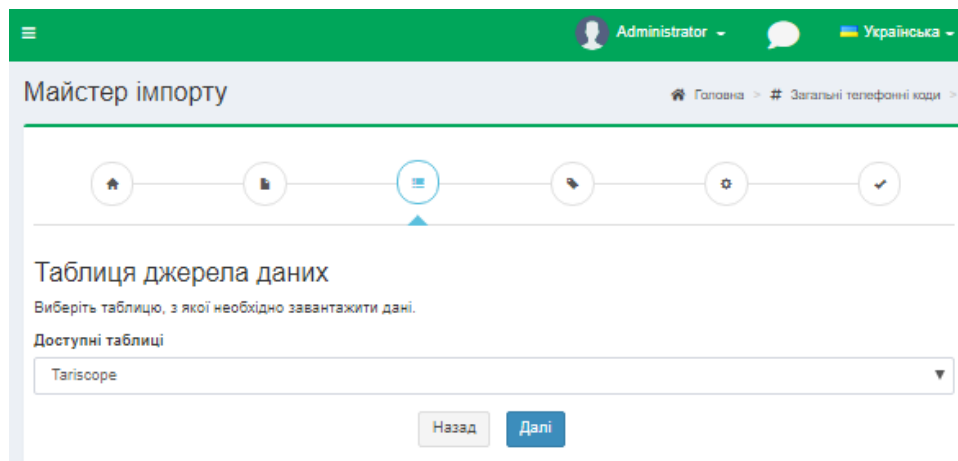 Administrator
Українська
Майстер імпорту
Головна > # Загальні телефонні коди >
Таблиця джерела даних
Виберіть таблицю, з якої необхідно завантажити дані.
Доступні таблиці
Tariscope
Назад
Далі